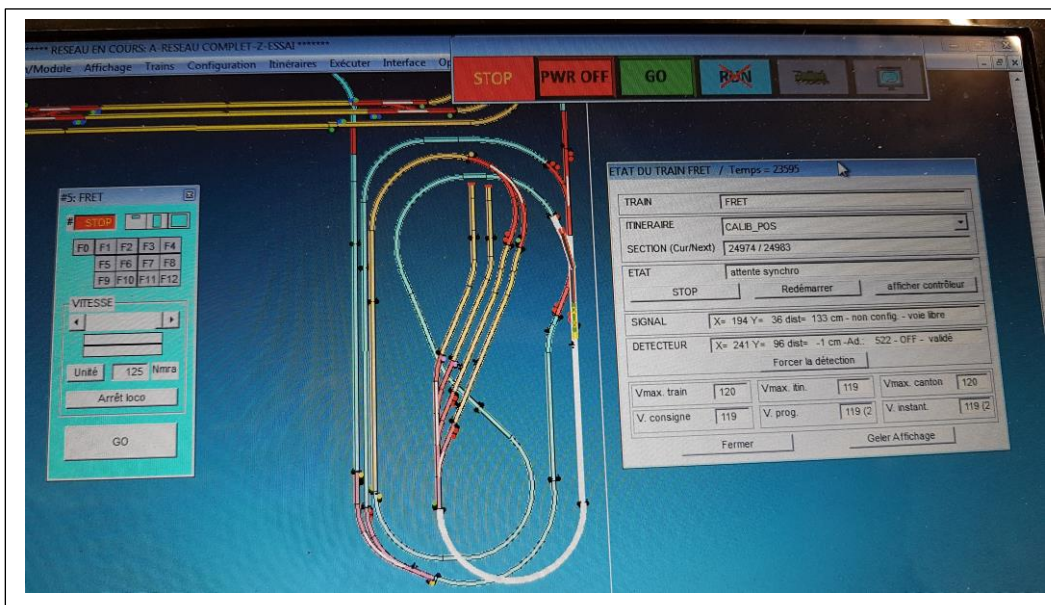 ***** RESEAU EN COURS: A-RESEAU COMPLET-Z-ESSAI *******
/Module Affichage Trains Configuration Itinéraires Exécuter Interface
STOP PWR OFF GO RUN
#5: FRET
# STOP
F0 F1 F2 F3 F4
F5 F6 F7 F8
F9 F10 F11 F12
VITESSE
Unité 125 Nmra
Arrêt loco
GO
ETAT DU TRAIN FRET / Temps = 23595
TRAIN FRET
ITINERAIRE CALIB_POS
SECTION (Cur/Next) 24974 / 24983
ETAT attente synchro
STOP Redémarrer afficher contrôleur
SIGNAL X= 194 Y= 36 dist= 133 cm - non config. - voie libre
DETECTEUR X= 241 Y= 96 dist= -1 cm -Ad.: 522 - OFF - validé
Forcer la détection
Vmax. train 120 Vmax. itin. 119 Vmax. canton 120
V. consigne 119 V. prog. 119 (2 V. instant. 119 (2
Fermer Geler Affichage